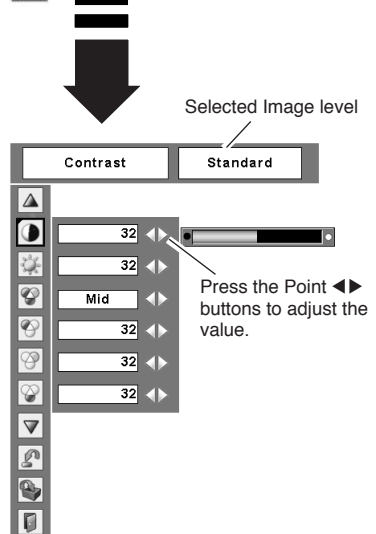 Selected Image level
Contrast
Standard
32
32
Press the Point ◀▶
buttons to adjust the
value.
Mid
32
32
32